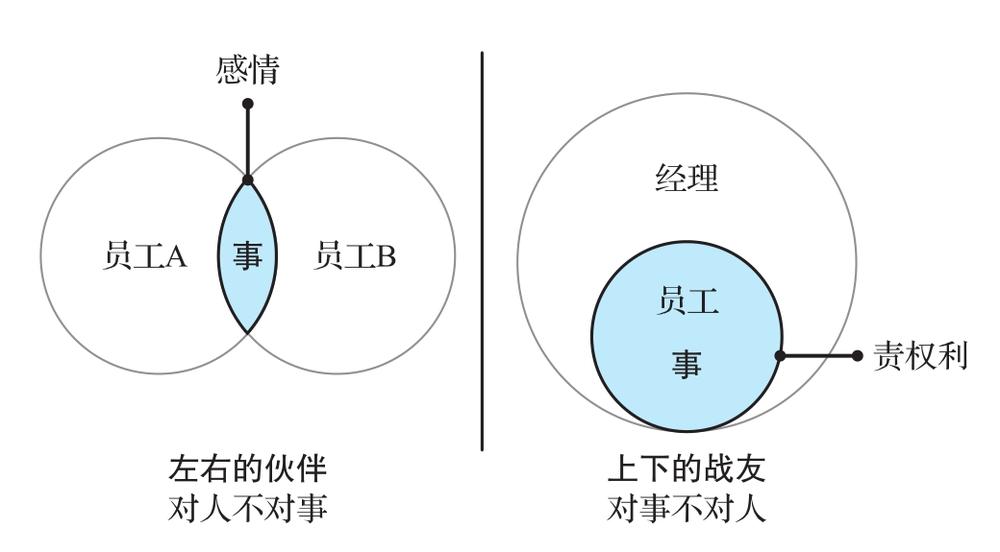 感情
员工A
事
员工B
左右的伙伴
对人不对事
经理
员工
事
责权利
上下的战友
对事不对人